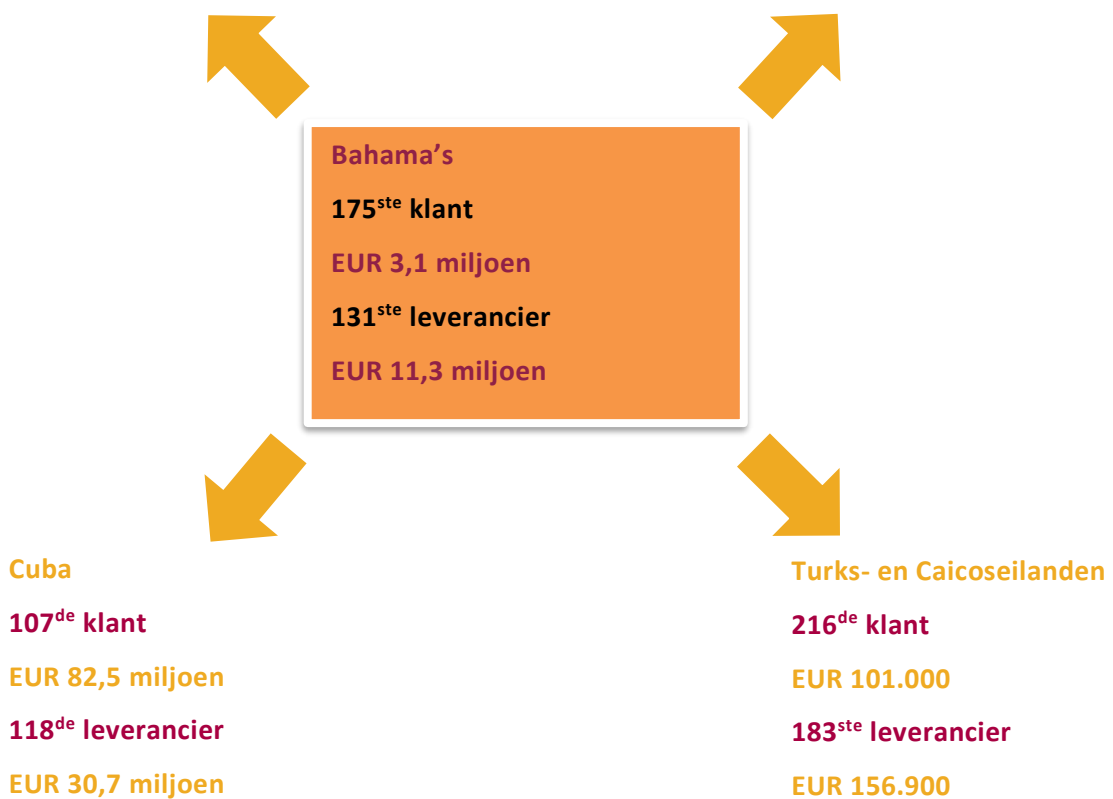 Bahama’s
175ste klant
EUR 3,1 miljoen
131ste leverancier
EUR 11,3 miljoen
Cuba
107de klant
EUR 82,5 miljoen
118de leverancier
EUR 30,7 miljoen
Turks- en Caicoseilanden
216de klant
EUR 101.000
183ste leverancier
EUR 156.900